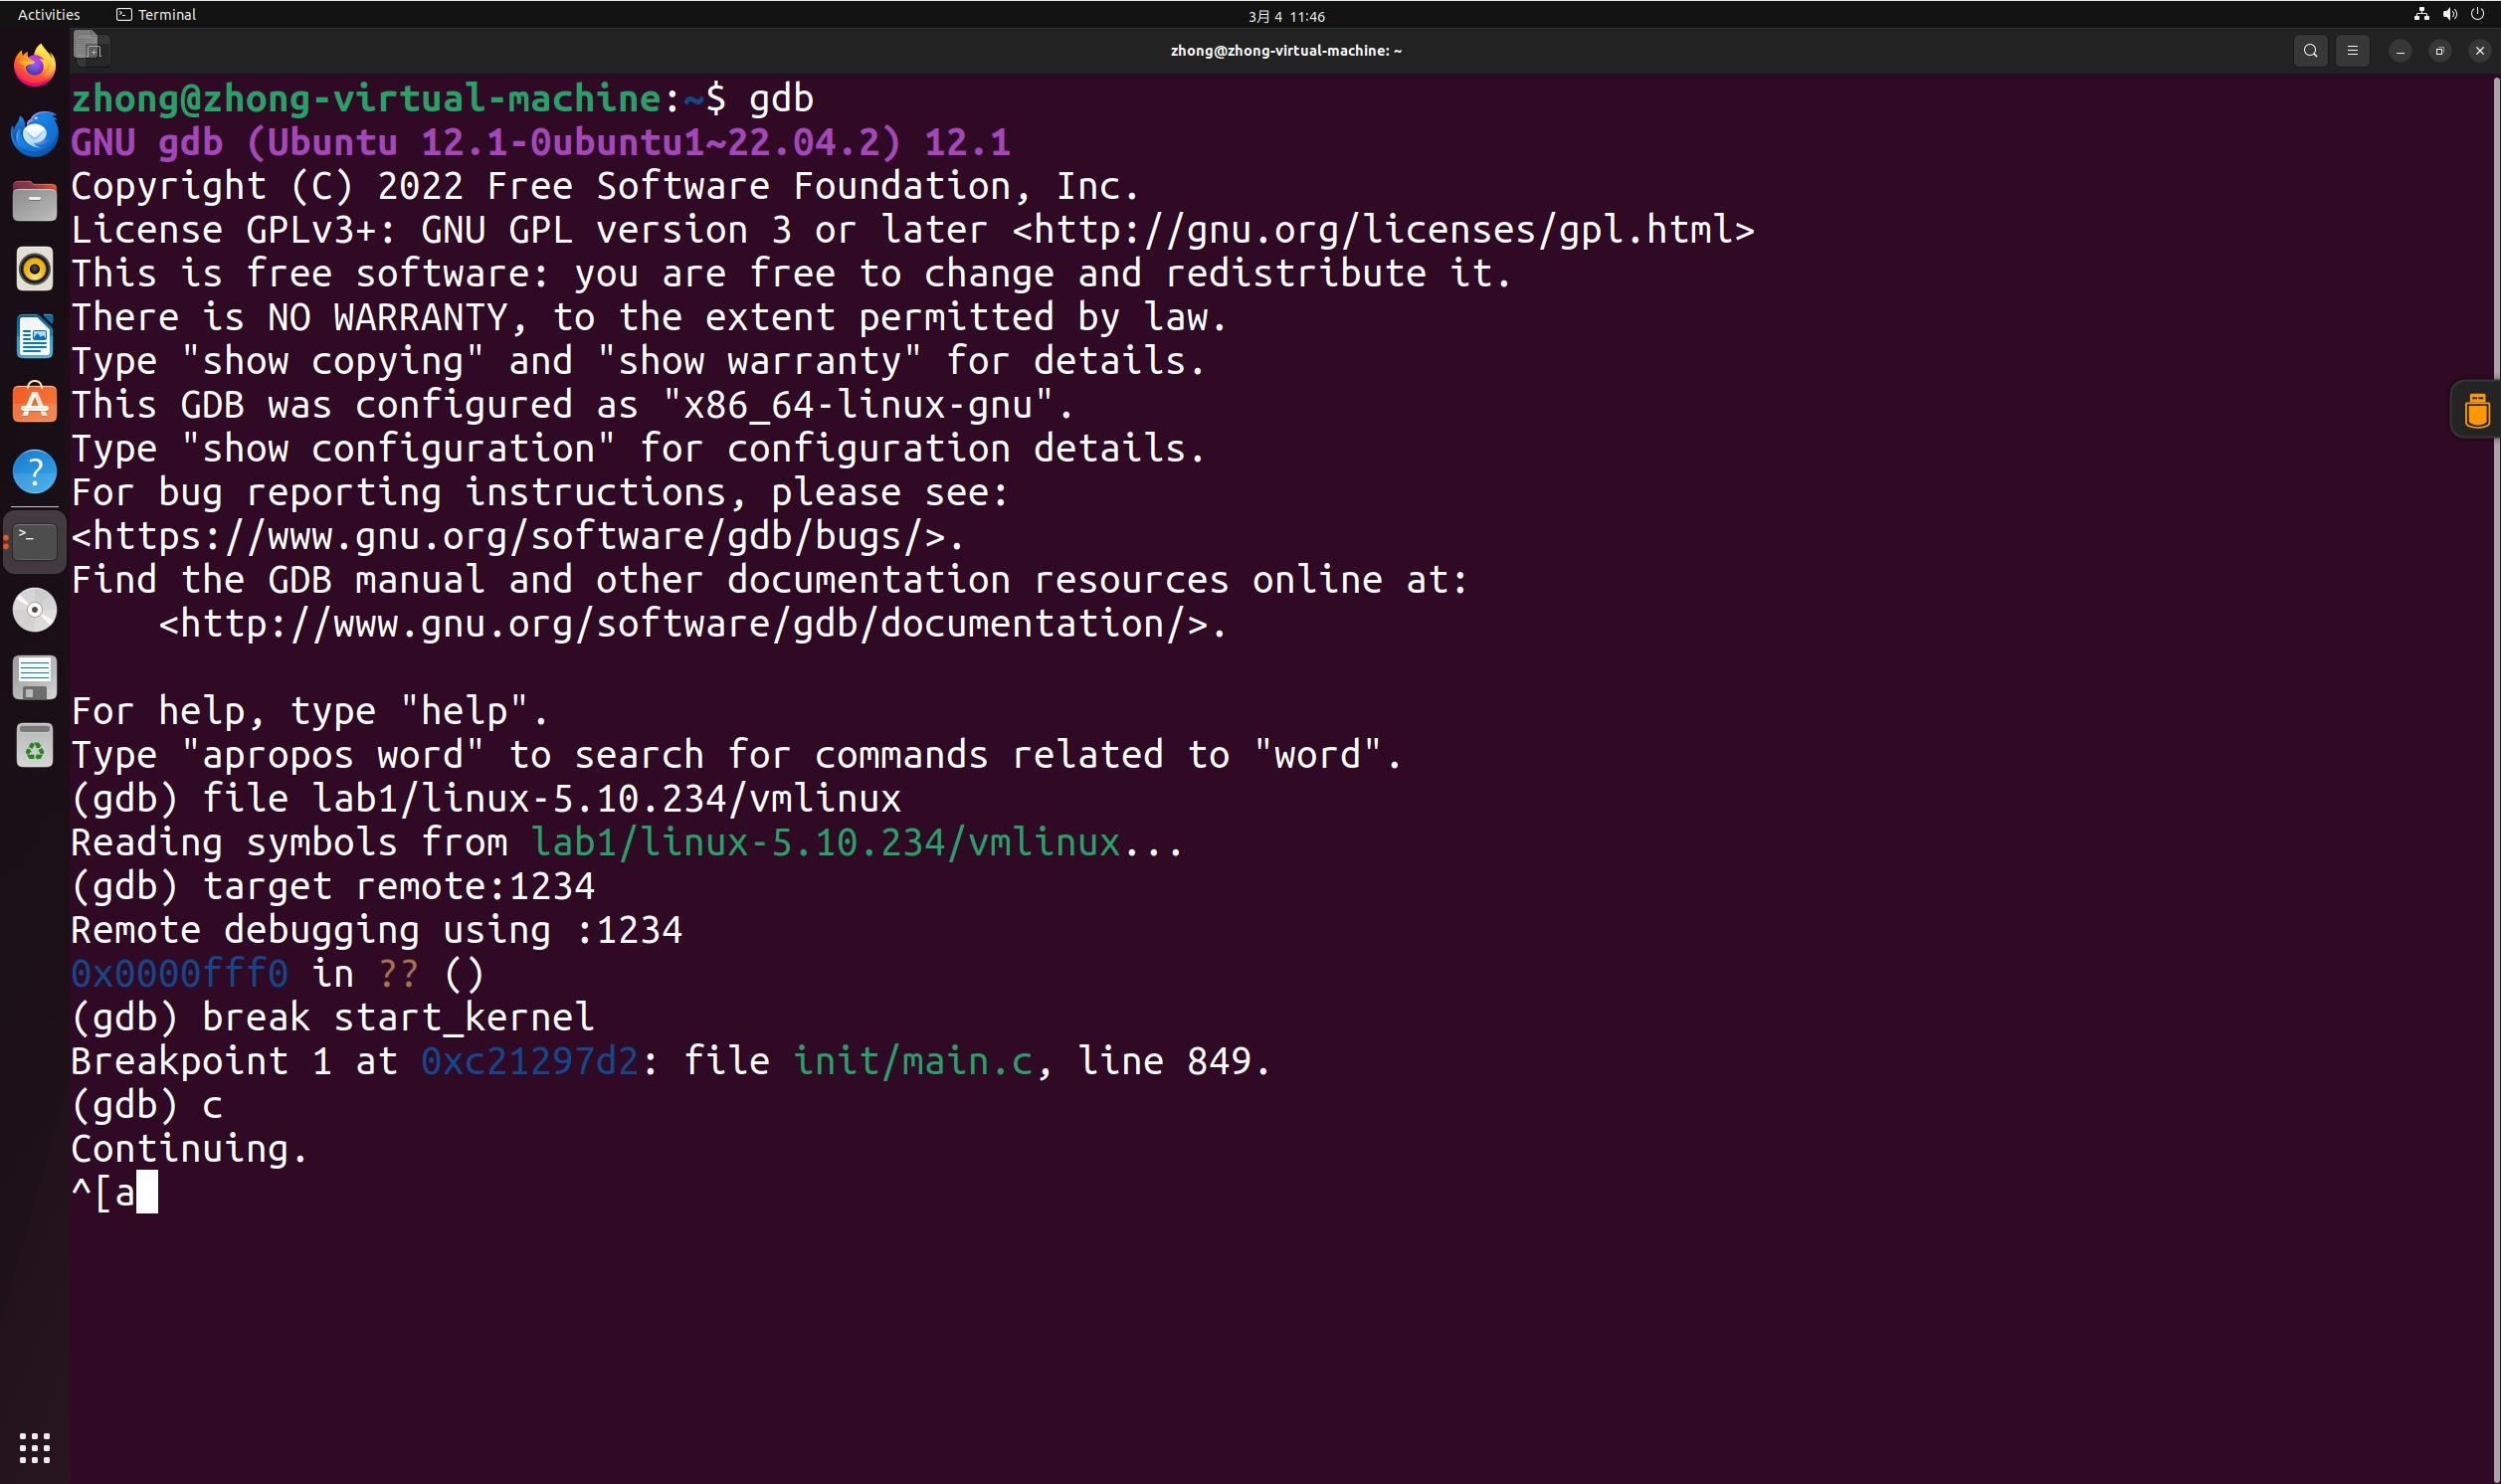 Activities Terminal 3月 4 11:46
zhong@zhong-virtual-machine: ~
zhong@zhong-virtual-machine:~$ gdb
GNU gdb (Ubuntu 12.1-0ubuntu1~22.04.2) 12.1
Copyright (C) 2022 Free Software Foundation, Inc.
License GPLv3+: GNU GPL version 3 or later <http://gnu.org/licenses/gpl.html>
This is free software: you are free to change and redistribute it.
There is NO WARRANTY, to the extent permitted by law.
Type "show copying" and "show warranty" for details.
This GDB was configured as "x86_64-linux-gnu".
Type "show configuration" for configuration details.
For bug reporting instructions, please see:
<https://www.gnu.org/software/gdb/bugs/>.
Find the GDB manual and other documentation resources online at:
    <http://www.gnu.org/software/gdb/documentation/>.
For help, type "help".
Type "apropos word" to search for commands related to "word".
(gdb) file lab1/linux-5.10.234/vmlinux
Reading symbols from lab1/linux-5.10.234/vmlinux...
(gdb) target remote:1234
Remote debugging using :1234
0x0000fff0 in ?? ()
(gdb) break start_kernel
Breakpoint 1 at 0xc21297d2: file init/main.c, line 849.
(gdb) c
Continuing.
^[a